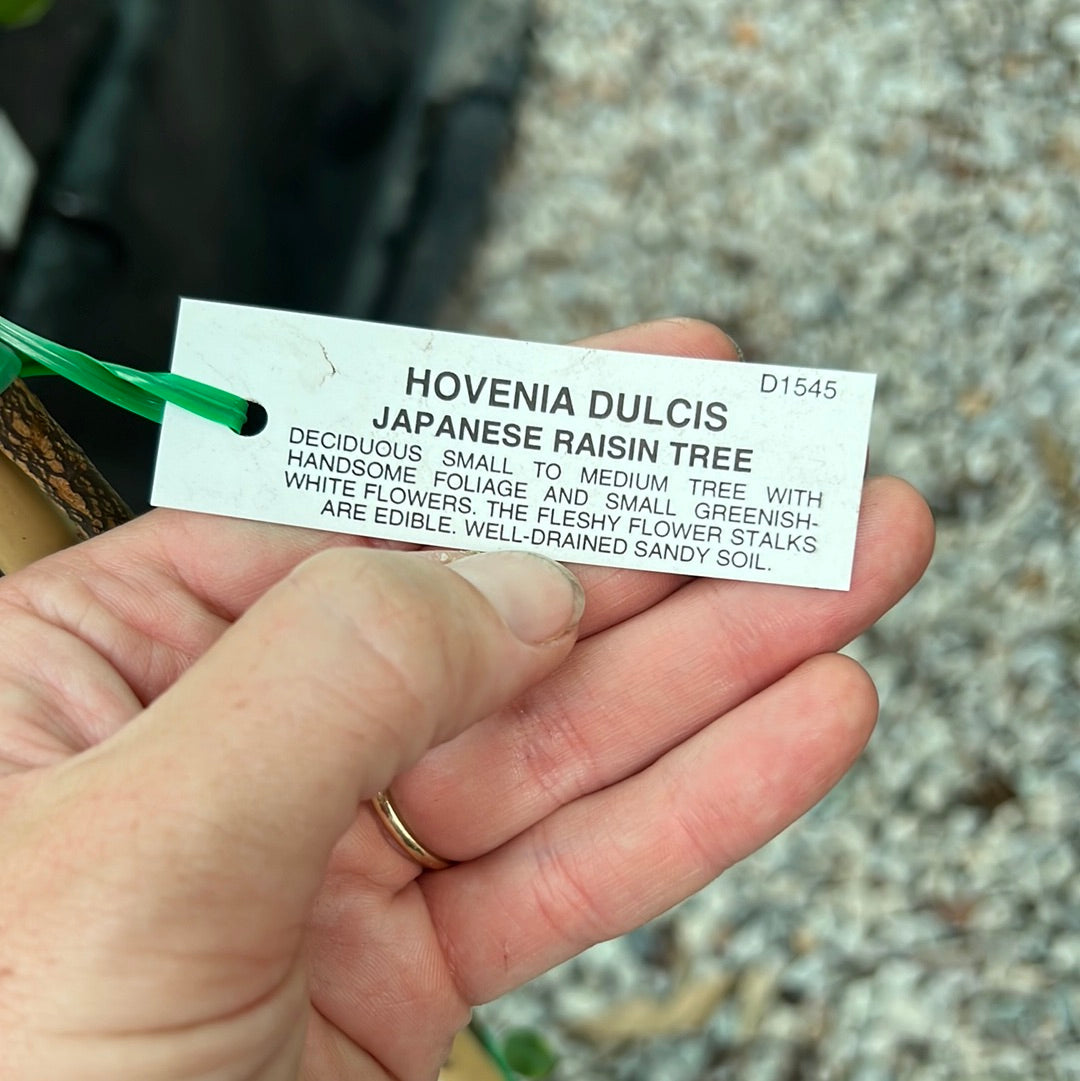 D1545
HOVENIA DULCIS
JAPANESE RAISIN TREE
DECIDUOUS SMALL TO MEDIUM TREE WITH
HANDSOME FOLIAGE AND SMALL GREENISH-
WHITE FLOWERS. THE FLESHY FLOWER STALKS
ARE EDIBLE. WELL-DRAINED SANDY SOIL.